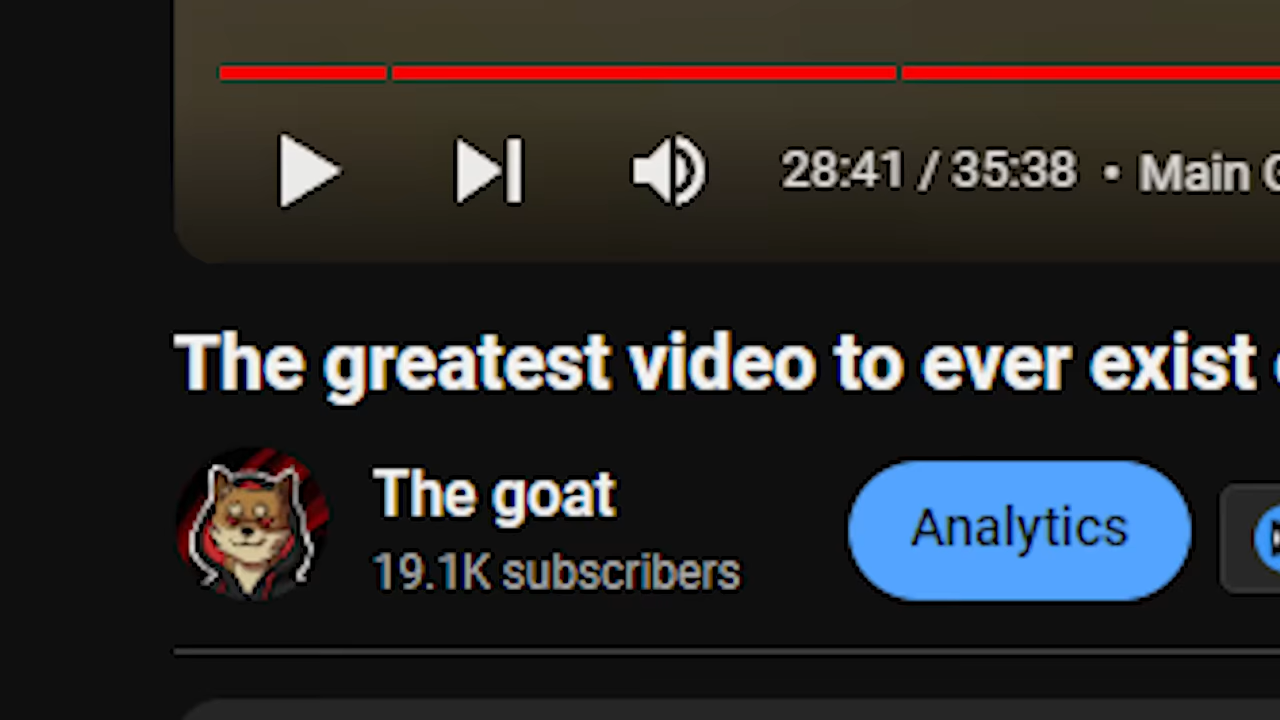 28:41 / 35:38 • Main
The greatest video to ever exist
The goat
Analytics
19.1K subscribers